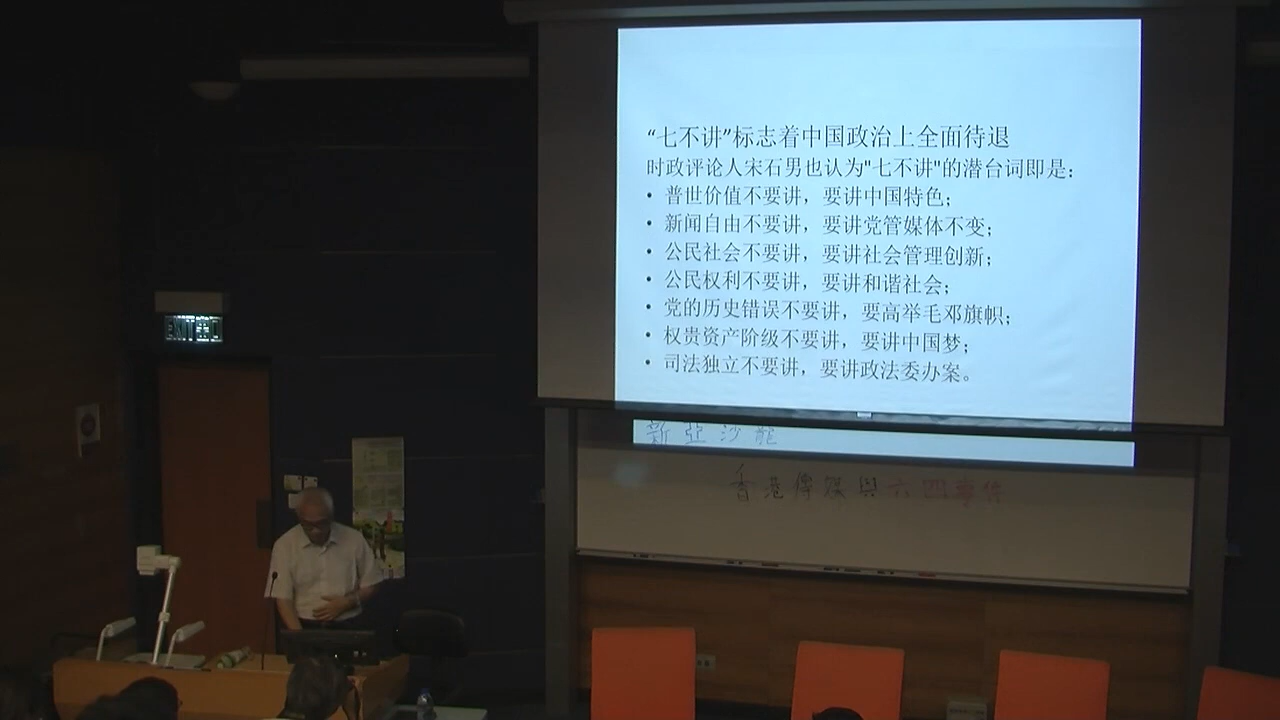 “七不讲”标志着中国政治上全面待退
时政评论人宋石男也认为"七不讲"的潜台词即是：
• 普世价值不要讲，要讲中国特色；
• 新闻自由不要讲，要讲党管媒体不变；
• 公民社会不要讲，要讲社会管理创新；
• 公民权利不要讲，要讲和谐社会；
• 党的历史错误不要讲，要高举毛邓旗帜；
• 权贵资产阶级不要讲，要讲中国梦；
• 司法独立不要讲，要讲政法委办案。
EXIT
新亞沙龍
香港傳媒與六四事件